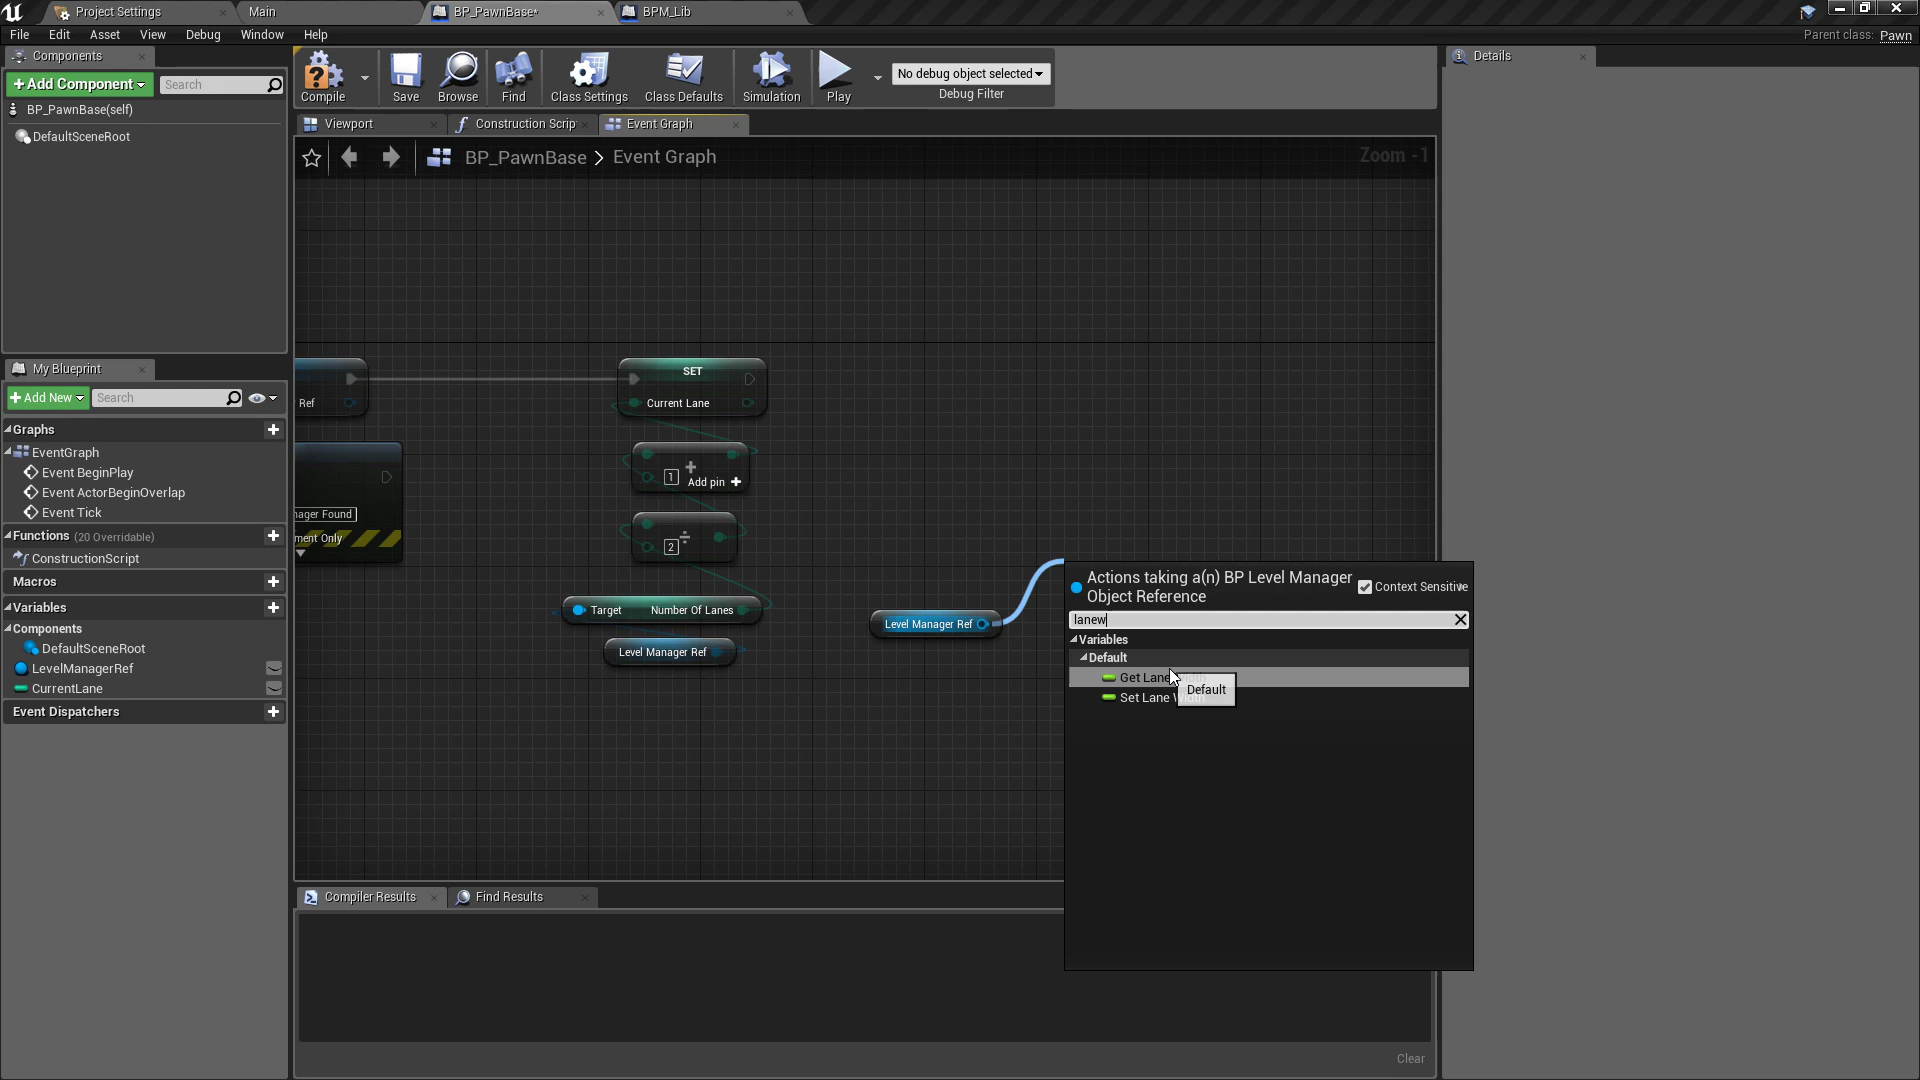 Project Settings
Main
BP_PawnBase*
BPM_Lib
File Edit Asset View Debug Window Help
Parent class: Pawn
Components
Add Component
Search
BP_PawnBase(self)
DefaultSceneRoot
Compile
Save
Browse
Find
Class Settings
Class Defaults
Simulation
Play
No debug object selected
Debug Filter
Details
Viewport
Construction Scrip
Event Graph
BP_PawnBase > Event Graph
Zoom -1
My Blueprint
Add New
Search
Graphs
EventGraph
Event BeginPlay
Event ActorBeginOverlap
Event Tick
Functions (20 Overridable)
ConstructionScript
Macros
Variables
Components
DefaultSceneRoot
LevelManagerRef
CurrentLane
Event Dispatchers
Ref
nager Found
ment Only
SET
Current Lane
1
Add pin
2
Target Number Of Lanes
Level Manager Ref
Level Manager Ref
Actions taking a(n) BP Level Manager
Object Reference
Context Sensitive
lanew
Variables
Default
Get Lane
Default
Set Lane
Compiler Results
Find Results
Clear